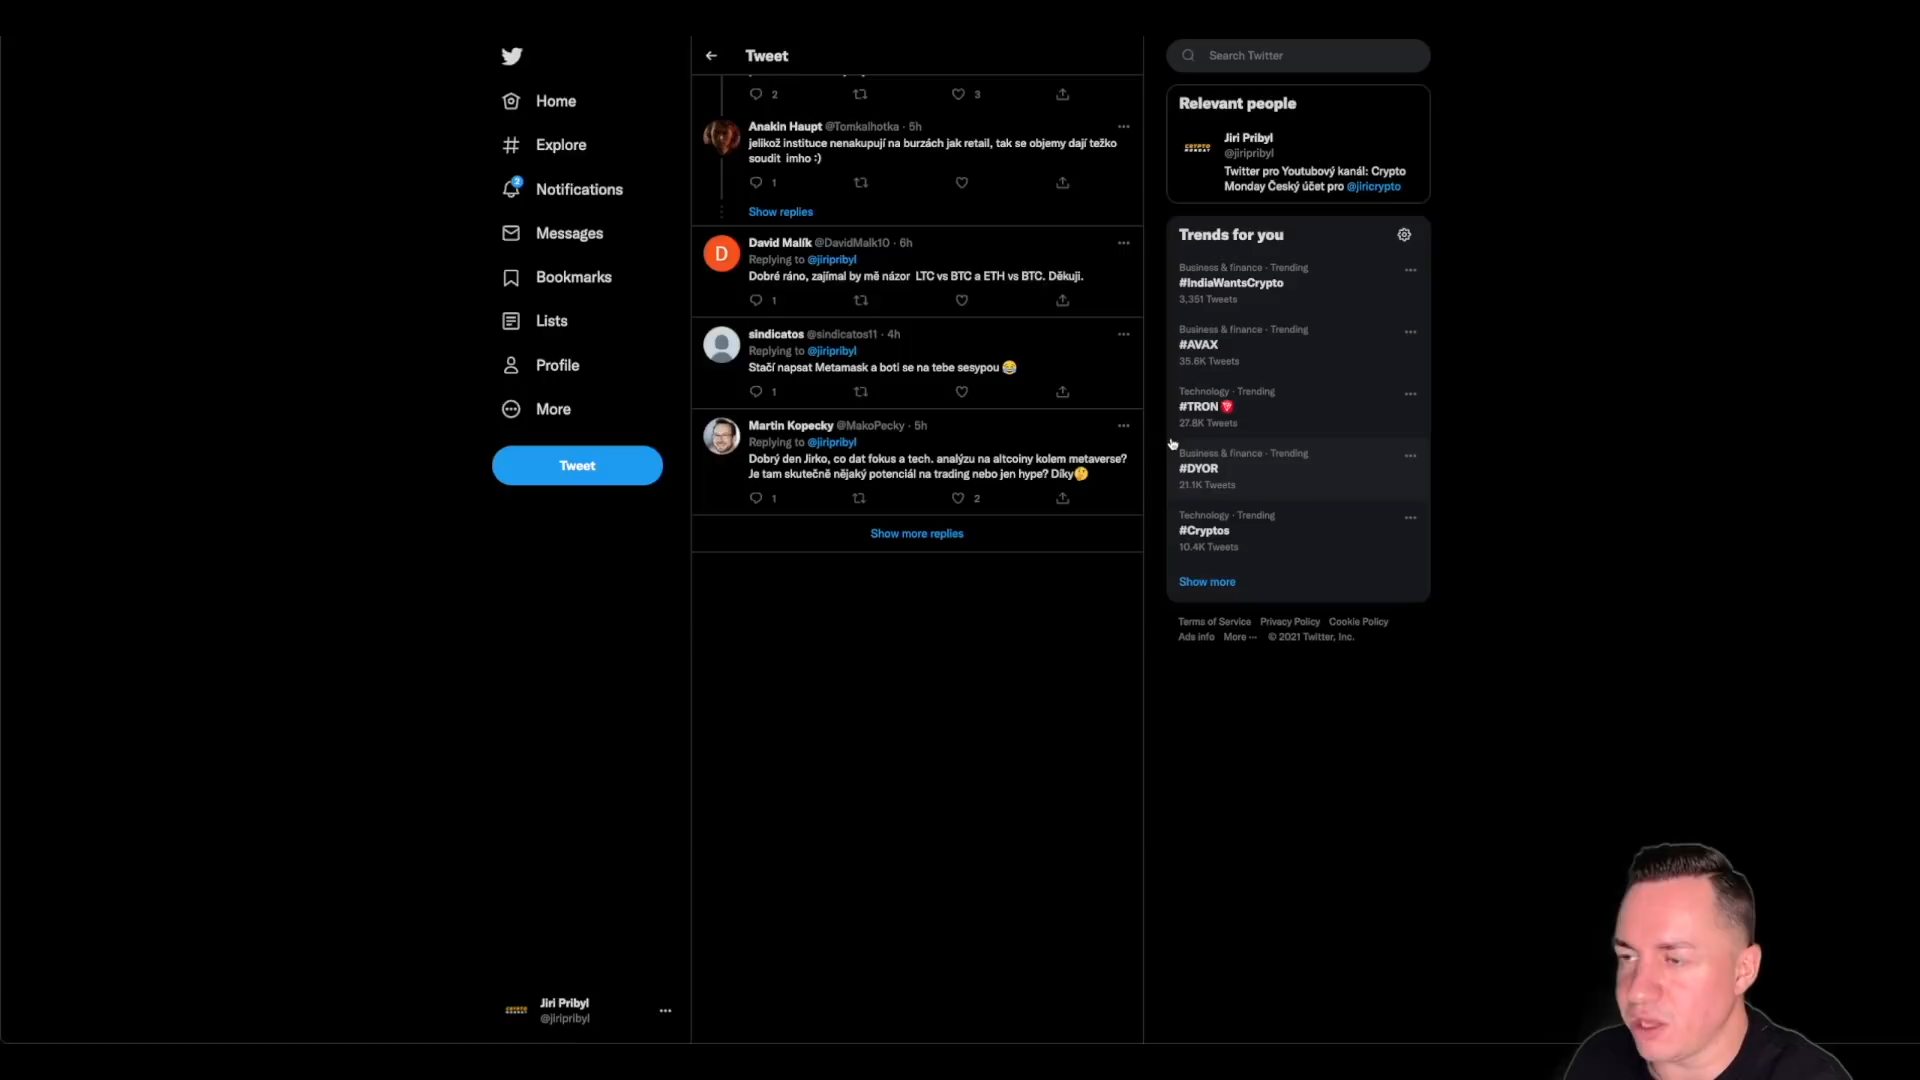 Home
Explore
2
Notifications
Messages
Bookmarks
Lists
Profile
More
Tweet
Jiri Pribyl
@jiripribyl
Tweet
2
3
Anakin Haupt @Tomkalhotka · 5h
jelikož instituce nenakupují na burzách jak retail, tak se objemy dají težko
soudit imho :)
1
Show replies
D
David Malík @DavidMalk10 · 6h
Replying to @jiripribyl
Dobré ráno, zajímal by mě názor LTC vs BTC a ETH vs BTC. Děkuji.
1
sindicatos @sindicatos11 · 4h
Replying to @jiripribyl
Stačí napsat Metamask a boti se na tebe sesypou 😂
1
Martin Kopecky @MakoPecky · 5h
Replying to @jiripribyl
Dobrý den Jirko, co dat fokus a tech. analýzu na altcoiny kolem metaverse?
Je tam skutečně nějaký potenciál na trading nebo jen hype? Díky🤔
1
2
Show more replies
Search Twitter
Relevant people
CRYPTO
MONDAY
Jiri Pribyl
@jiripribyl
Twitter pro Youtubový kanál: Crypto
Monday Český účet pro @jiricrypto
Trends for you
Business & finance · Trending
#IndiaWantsCrypto
3,351 Tweets
Business & finance · Trending
#AVAX
35.6K Tweets
Technology · Trending
#TRON
27.8K Tweets
Business & finance · Trending
#DYOR
21.1K Tweets
Technology · Trending
#Cryptos
10.4K Tweets
Show more
Terms of Service Privacy Policy Cookie Policy
Ads info More ··· © 2021 Twitter, Inc.